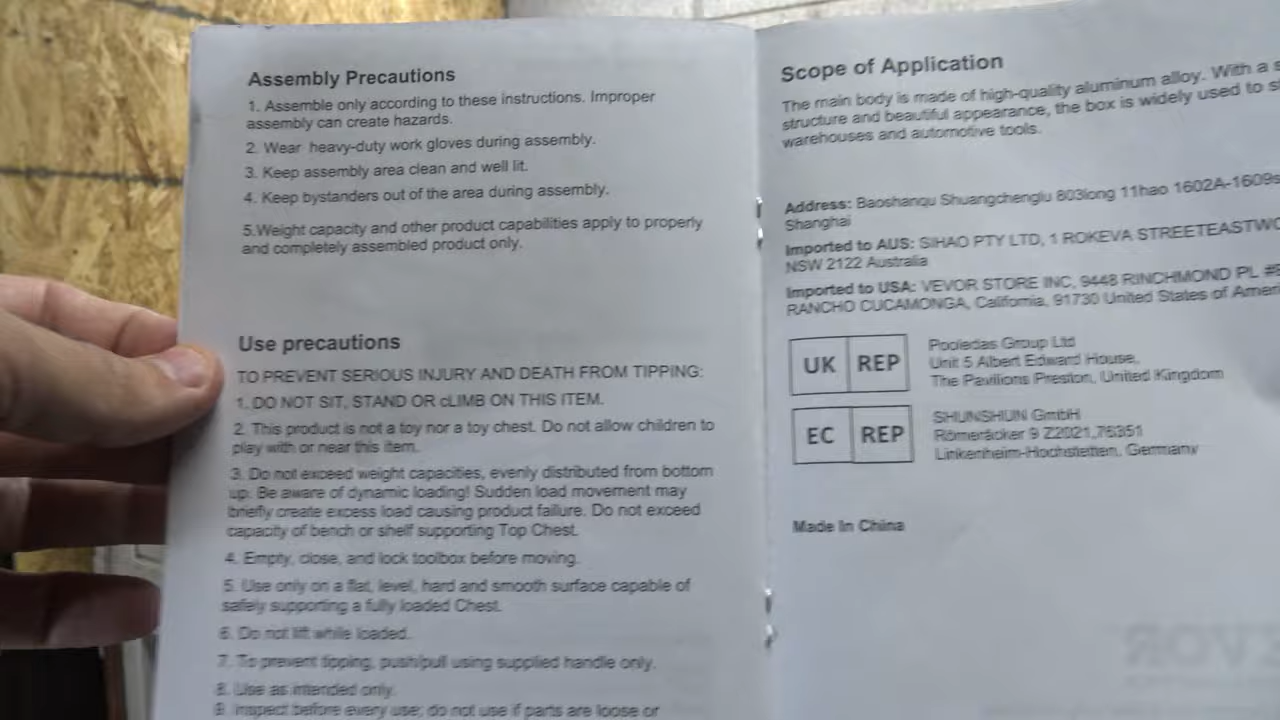 Assembly Precautions
1. Assemble only according to these instructions. Improper
assembly can create hazards.
2. Wear heavy-duty work gloves during assembly.
3. Keep assembly area clean and well lit.
4. Keep bystanders out of the area during assembly.
5.Weight capacity and other product capabilities apply to properly
and completely assembled product only.
Use precautions
TO PREVENT SERIOUS INJURY AND DEATH FROM TIPPING:
1. DO NOT SIT, STAND OR cLIMB ON THIS ITEM.
2. This product is not a toy nor a toy chest. Do not allow children to
play with or near this item.
3. Do not exceed weight capacities, evenly distributed from bottom
up. Be aware of dynamic loading! Sudden load movement may
briefly create excess load causing product failure. Do not exceed
capacity of bench or shelf supporting Top Chest.
4. Empty, close, and lock toolbox before moving.
5. Use only on a flat, level, hard and smooth surface capable of
safely supporting a fully loaded Chest.
6. Do not lift while loaded.
7. To prevent tipping, push/pull using supplied handle only.
8. Use as intended only.
9. Inspect before every use; do not use if parts are loose or
Scope of Application
The main body is made of high-quality aluminum alloy. With a
structure and beautiful appearance, the box is widely used to
warehouses and automotive tools.
Address: Baoshanqu Shuangchenglu 803long 11hao 1602A-1609s
Shanghai
Imported to AUS: SIHAO PTY LTD, 1 ROKEVA STREETEASTWO
NSW 2122 Australia
Imported to USA: VEVOR STORE INC, 9448 RINCHMOND PL
RANCHO CUCAMONGA, California, 91730 United States of Amer
UK REP
Pooledas Group Ltd
Unit 5 Albert Edward House,
The Pavilions Preston, United Kingdom
EC REP
SHUNSHUN GmbH
Römeräcker 9 Z2021,76351
Linkenheim-Hochstetten, Germany
Made In China